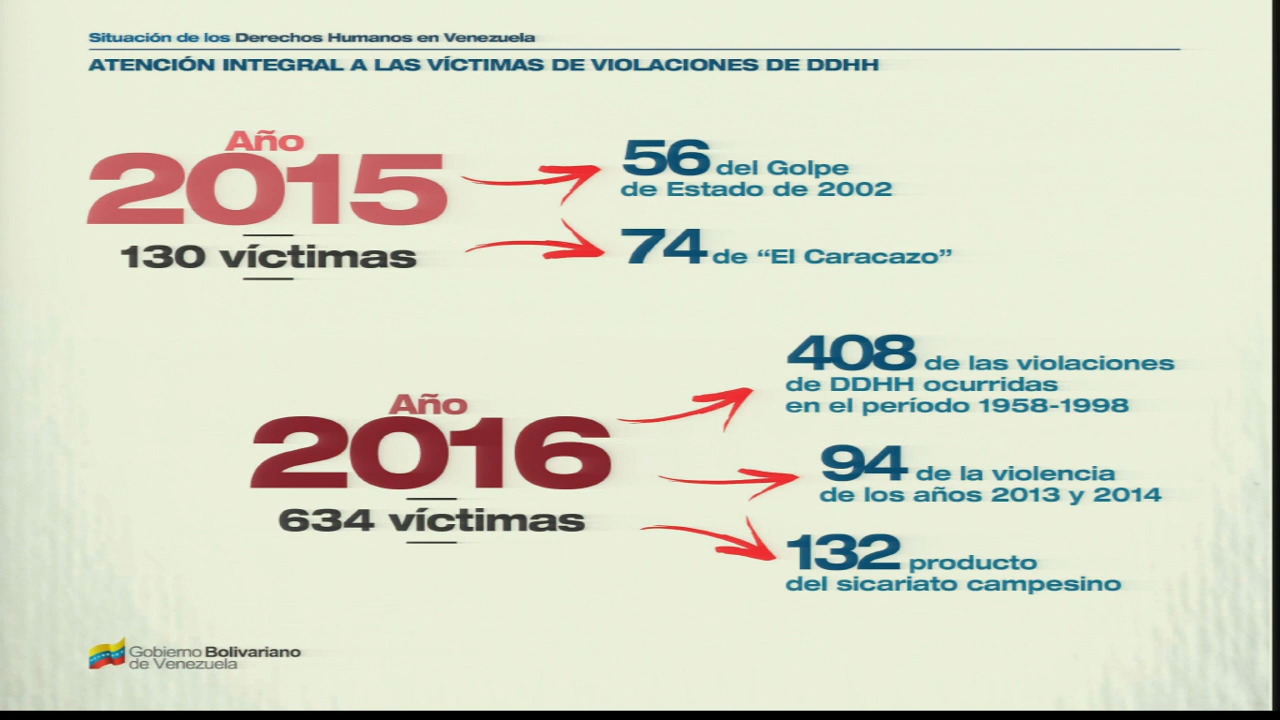 Situación de los Derechos Humanos en Venezuela
ATENCIÓN INTEGRAL A LAS VÍCTIMAS DE VIOLACIONES DE DDHH
Año
2015
130 víctimas
56 del Golpe
de Estado de 2002
74 de “El Caracazo”
Año
2016
634 víctimas
408 de las violaciones
de DDHH ocurridas
en el período 1958-1998
94 de la violencia
de los años 2013 y 2014
132 producto
del sicariato campesino
Gobierno Bolivariano
de Venezuela